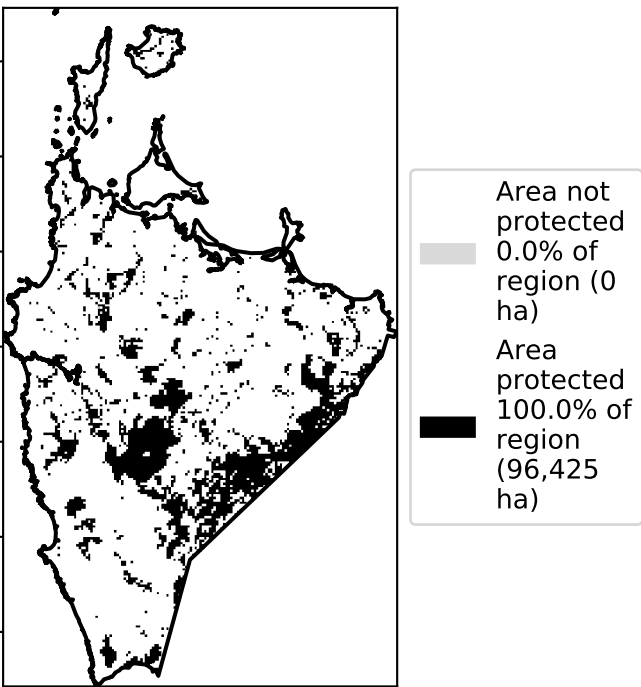 Area not
protected
0.0% of
region (0
ha)
Area
protected
100.0% of
region
(96,425
ha)